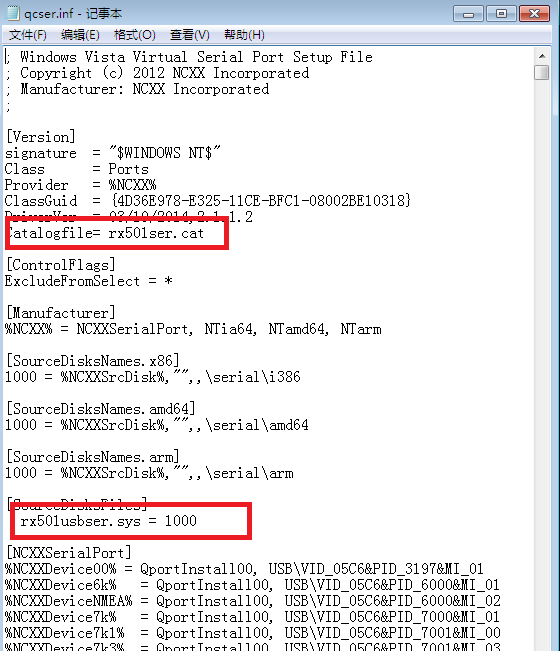 qcser.inf - 记事本
文件(F) 编辑(E) 格式(O) 查看(V) 帮助(H)
; Windows Vista Virtual Serial Port Setup File
; Copyright (c) 2012 NCXX Incorporated
; Manufacturer: NCXX Incorporated
;
[Version]
signature = "$WINDOWS NT$"
Class = Ports
Provider = %NCXX%
ClassGuid = {4D36E978-E325-11CE-BFC1-08002BE10318}
DriverVer = 03/10/2014,2.1.1.2
Catalogfile= rx501ser.cat
[ControlFlags]
ExcludeFromSelect = *
[Manufacturer]
%NCXX% = NCXXSerialPort, NTia64, NTamd64, NTarm
[SourceDisksNames.x86]
1000 = %NCXXSrcDisk%,"",,\serial\i386
[SourceDisksNames.amd64]
1000 = %NCXXSrcDisk%,"",,\serial\amd64
[SourceDisksNames.arm]
1000 = %NCXXSrcDisk%,"",,\serial\arm
[SourceDisksFiles]
rx501usbser.sys = 1000
[NCXXSerialPort]
%NCXXDevice00% = QportInstall00, USB\VID_05C6&PID_3197&MI_01
%NCXXDevice6k% = QportInstall00, USB\VID_05C6&PID_6000&MI_01
%NCXXDeviceNMEA% = QportInstall00, USB\VID_05C6&PID_6000&MI_02
%NCXXDevice7k% = QportInstall00, USB\VID_05C6&PID_7000&MI_01
%NCXXDevice7k1% = QportInstall00, USB\VID_05C6&PID_7001&MI_00
%NCXXDevice7k3% = QportInstall00, USB\VID_05C6&PID_7001&MI_03